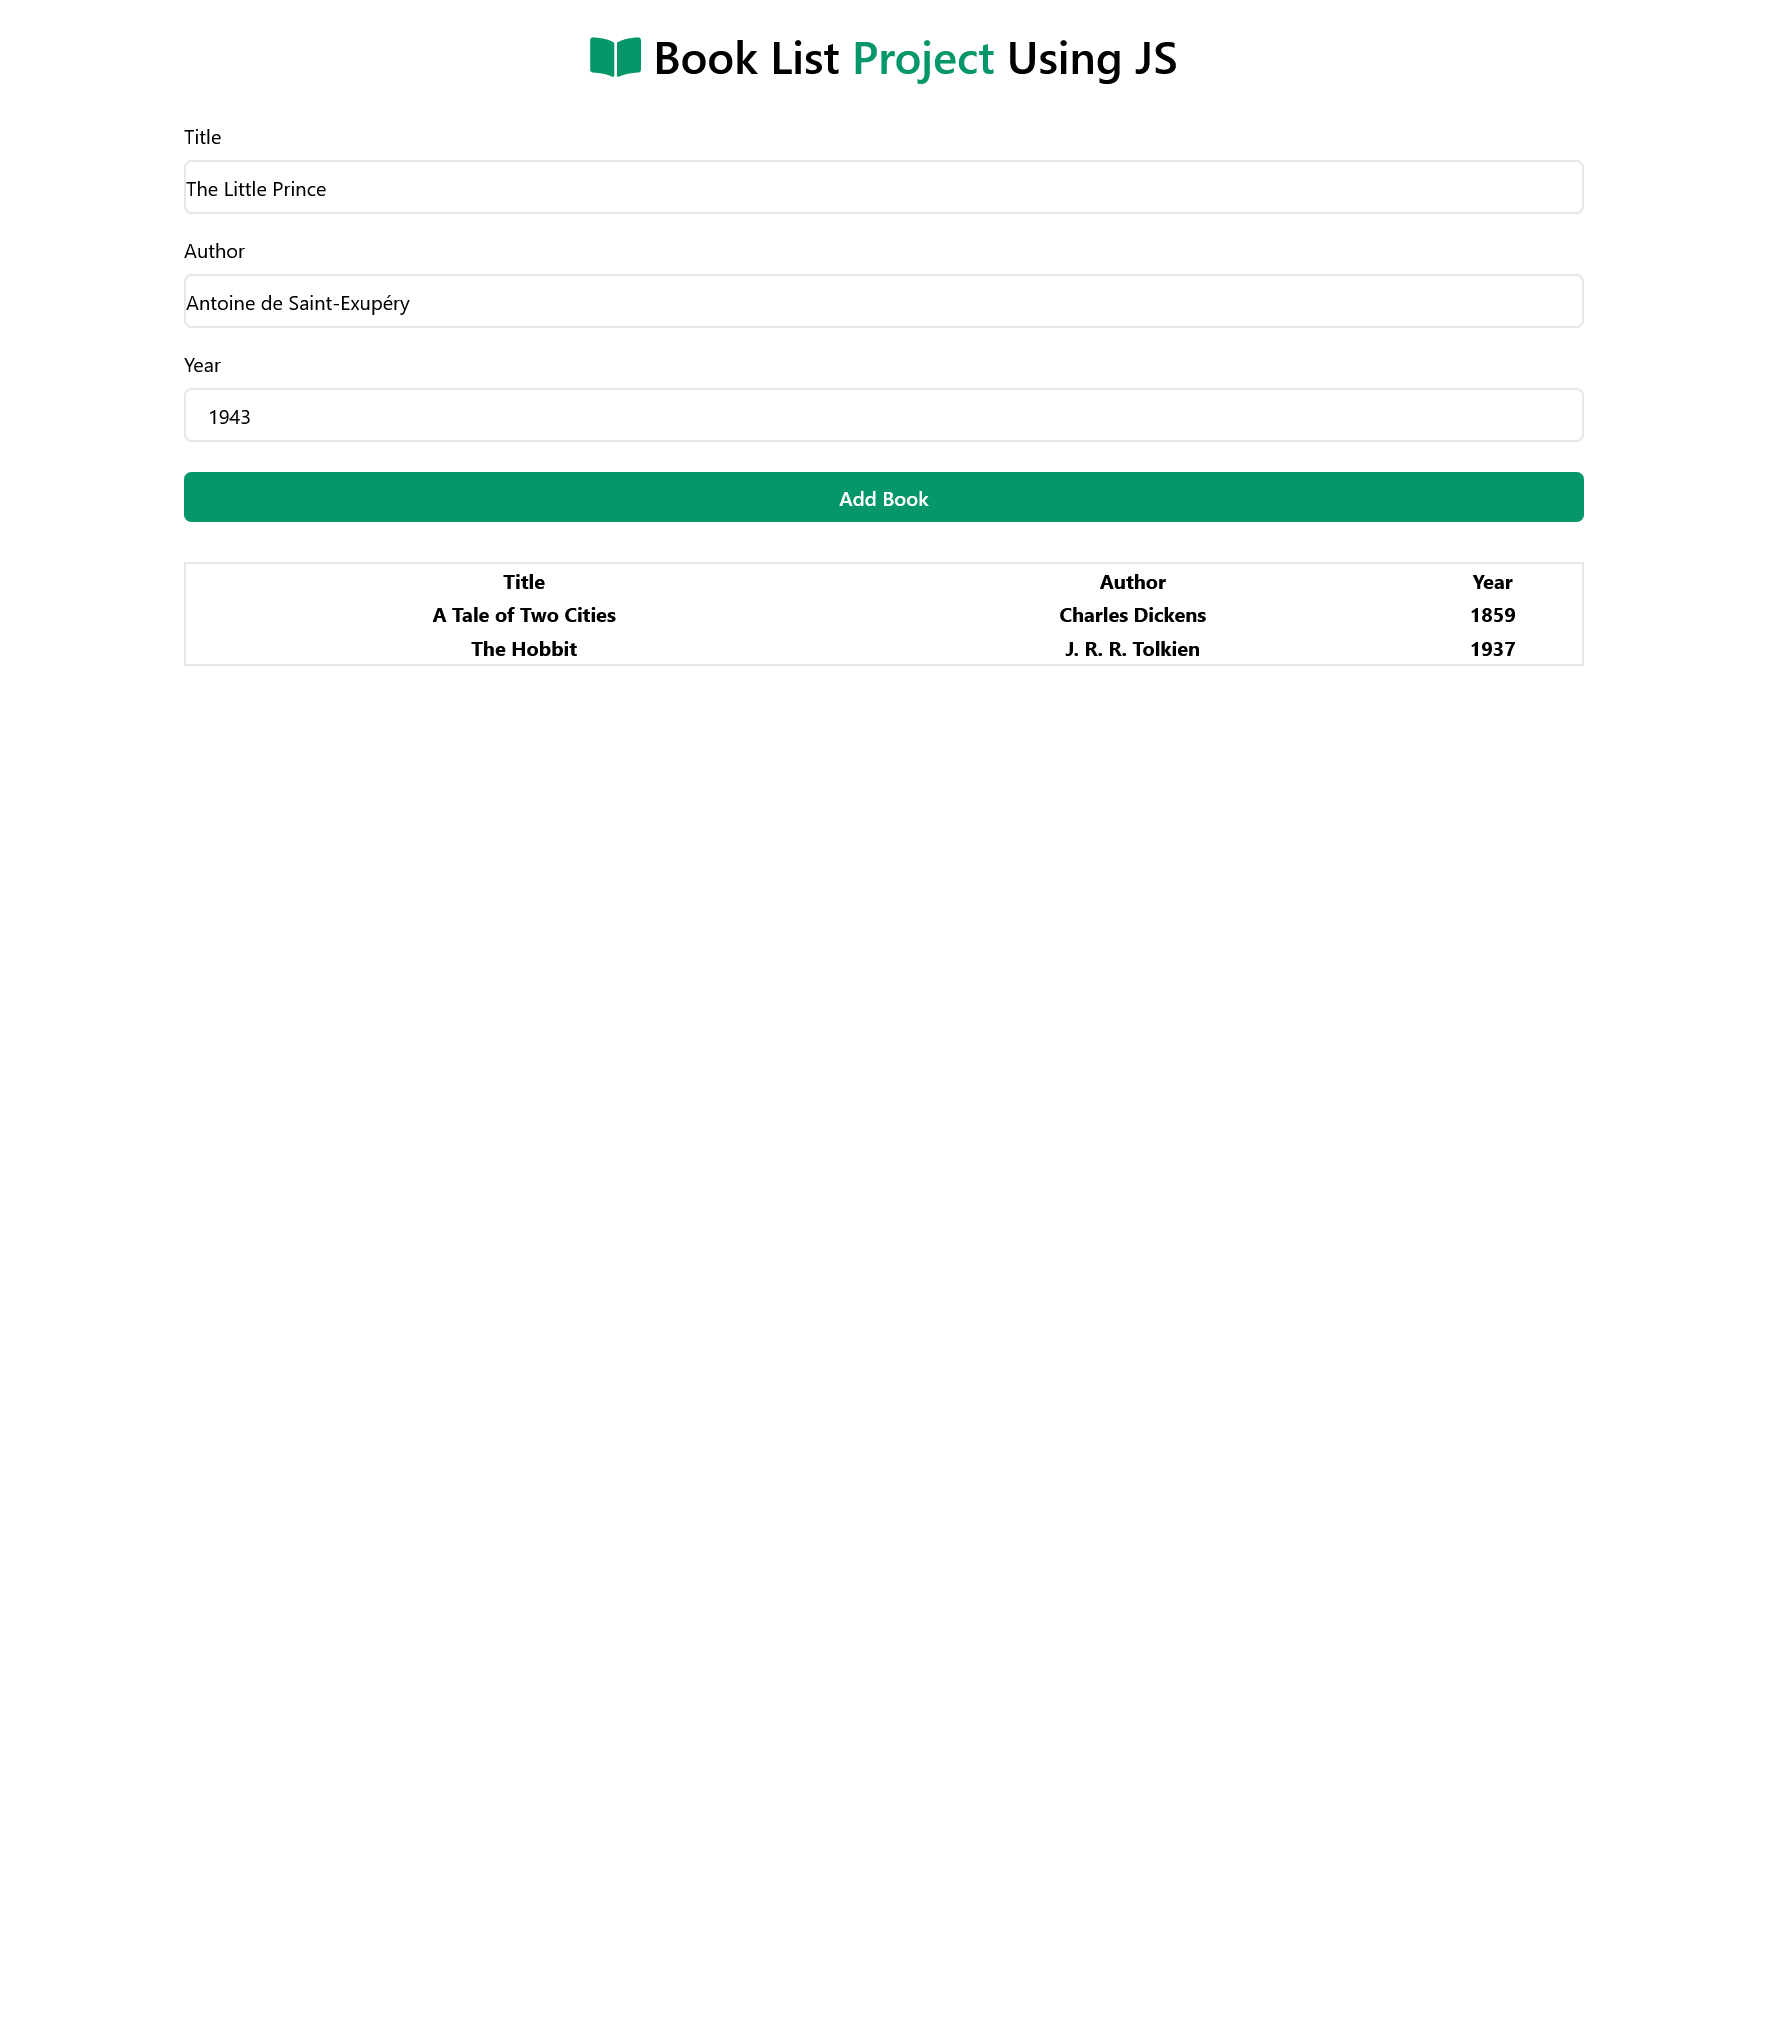 Book List Project Using JS
Title
The Little Prince
Author
Antoine de Saint-Exupéry
Year
1943
Add Book
Title Author Year
A Tale of Two Cities Charles Dickens 1859
The Hobbit J. R. R. Tolkien 1937